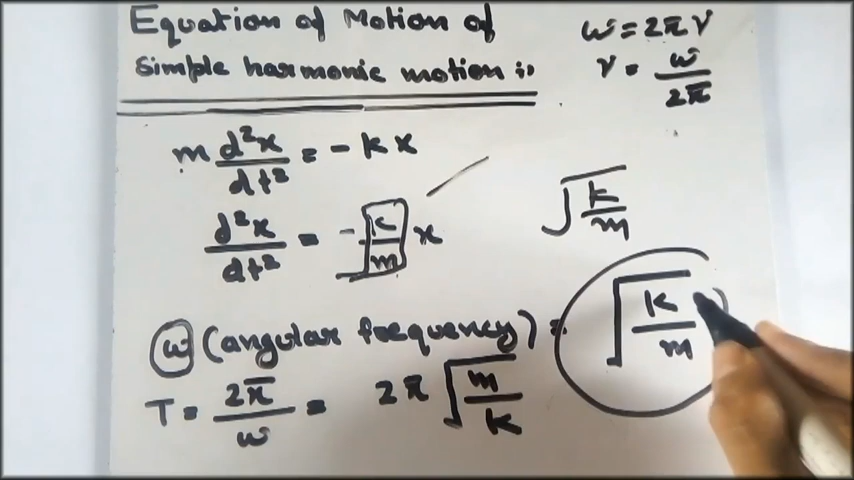 Equation of Motion of
Simple harmonic motion is
ω = 2πν
ν = ω/2π
m d²x/dt² = - kx
d²x/dt² = - k/m x
√k/m
ω (angular frequency) = √k/m
T = 2π/ω = 2π √m/k